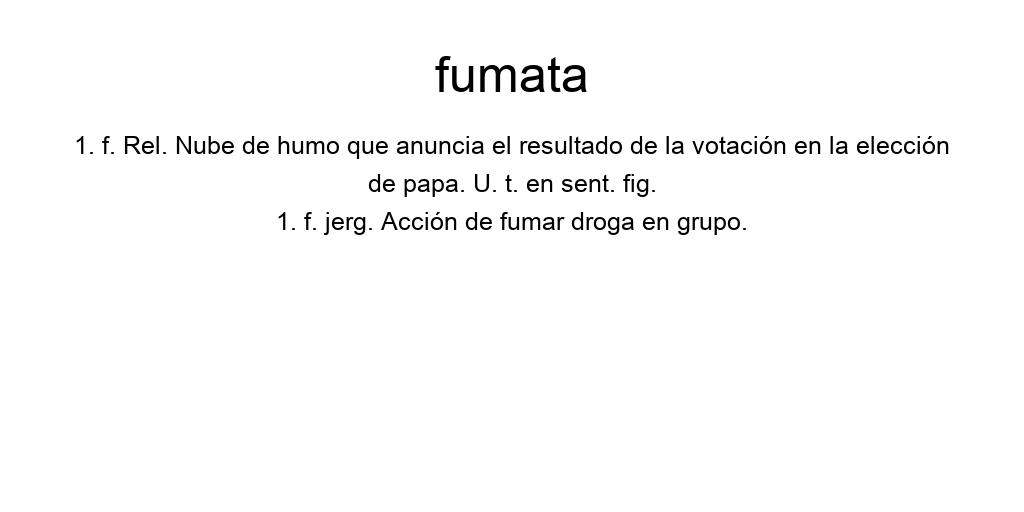 fumata
1. f. Rel. Nube de humo que anuncia el resultado de la votación en la elección
de papa. U. t. en sent. fig.
1. f. jerg. Acción de fumar droga en grupo.